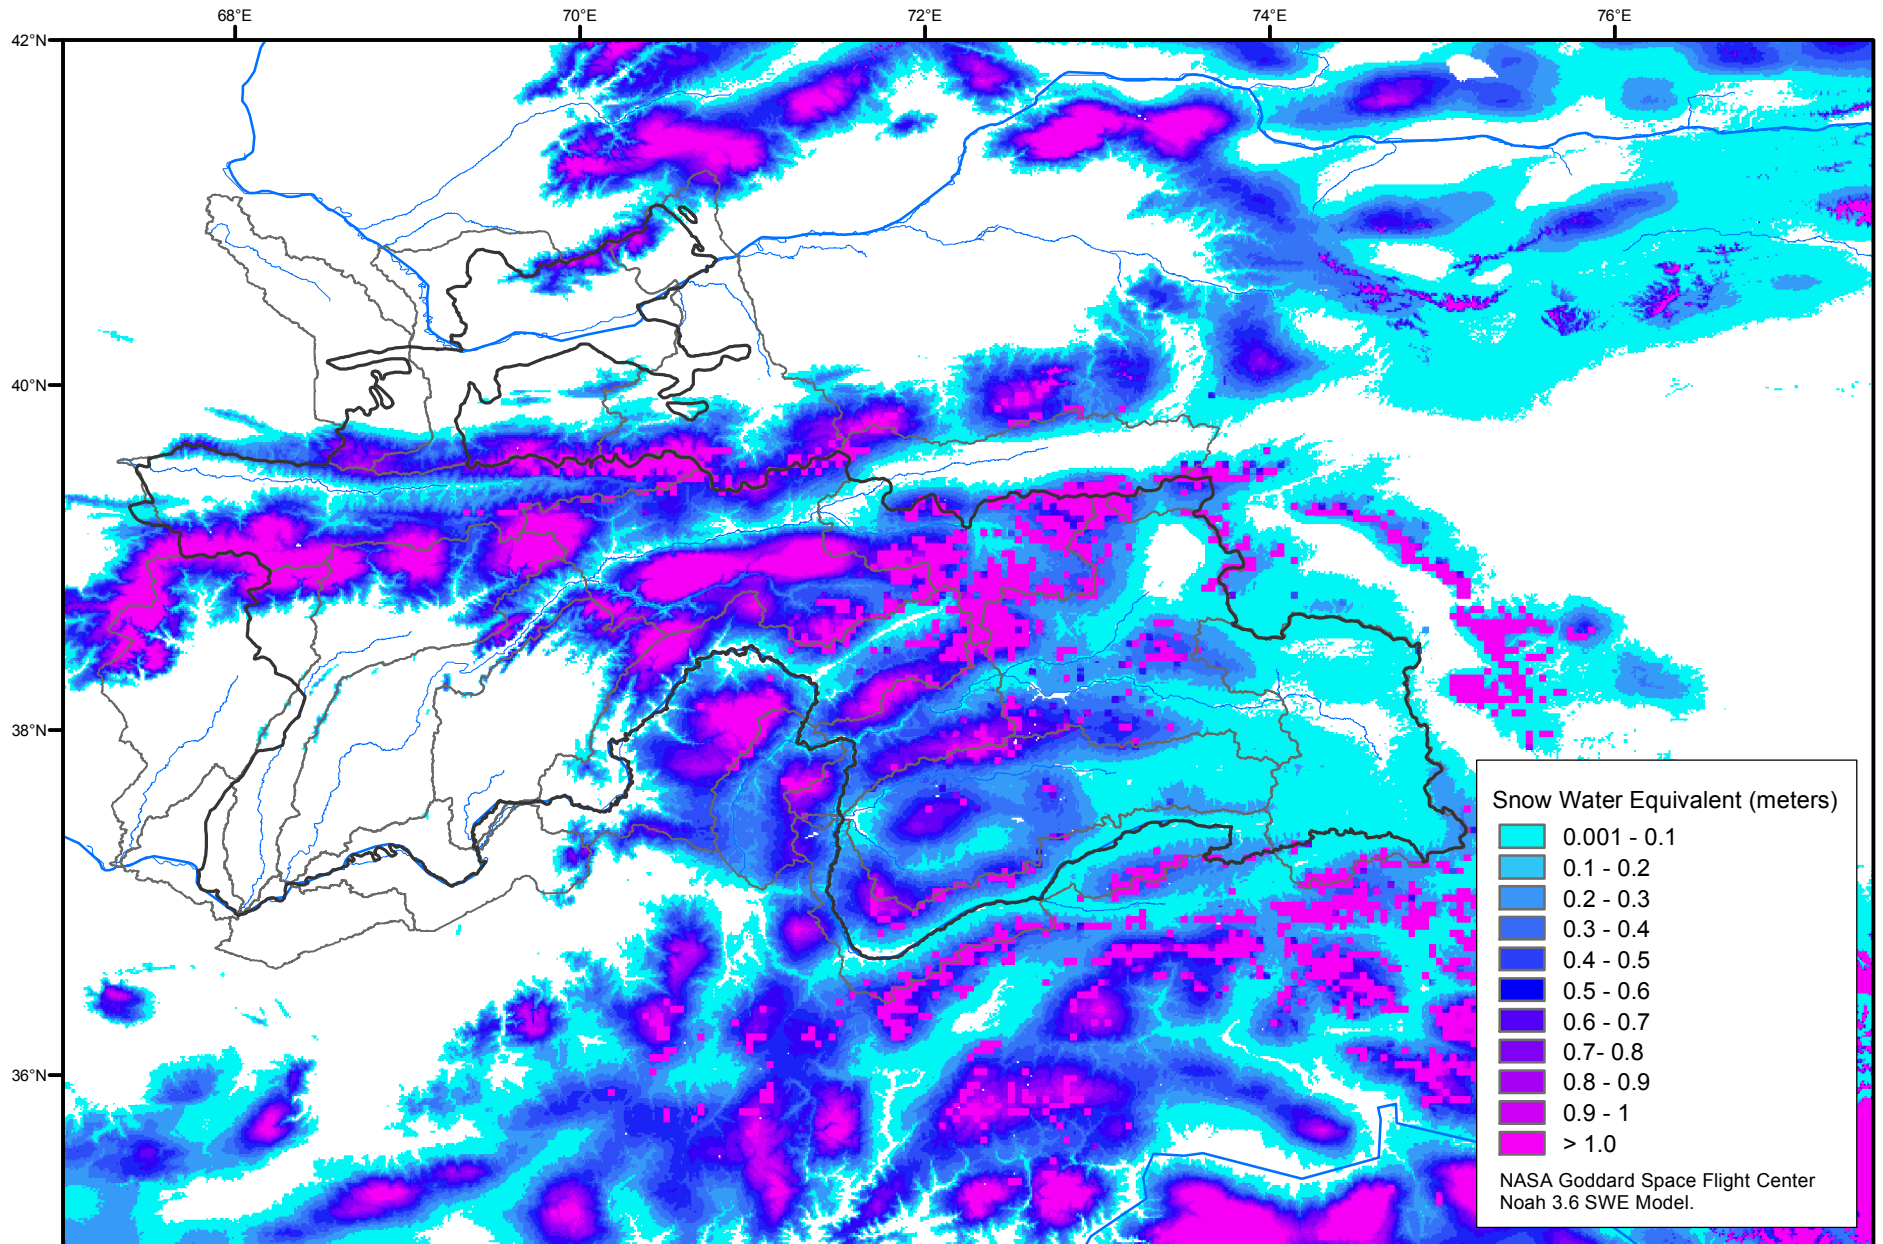 68°E 70°E 72°E 74°E 76°E
42°N
40°N
38°N
36°N
Snow Water Equivalent (meters)
0.001 - 0.1
0.1 - 0.2
0.2 - 0.3
0.3 - 0.4
0.4 - 0.5
0.5 - 0.6
0.6 - 0.7
0.7- 0.8
0.8 - 0.9
0.9 - 1
> 1.0
NASA Goddard Space Flight Center
Noah 3.6 SWE Model.